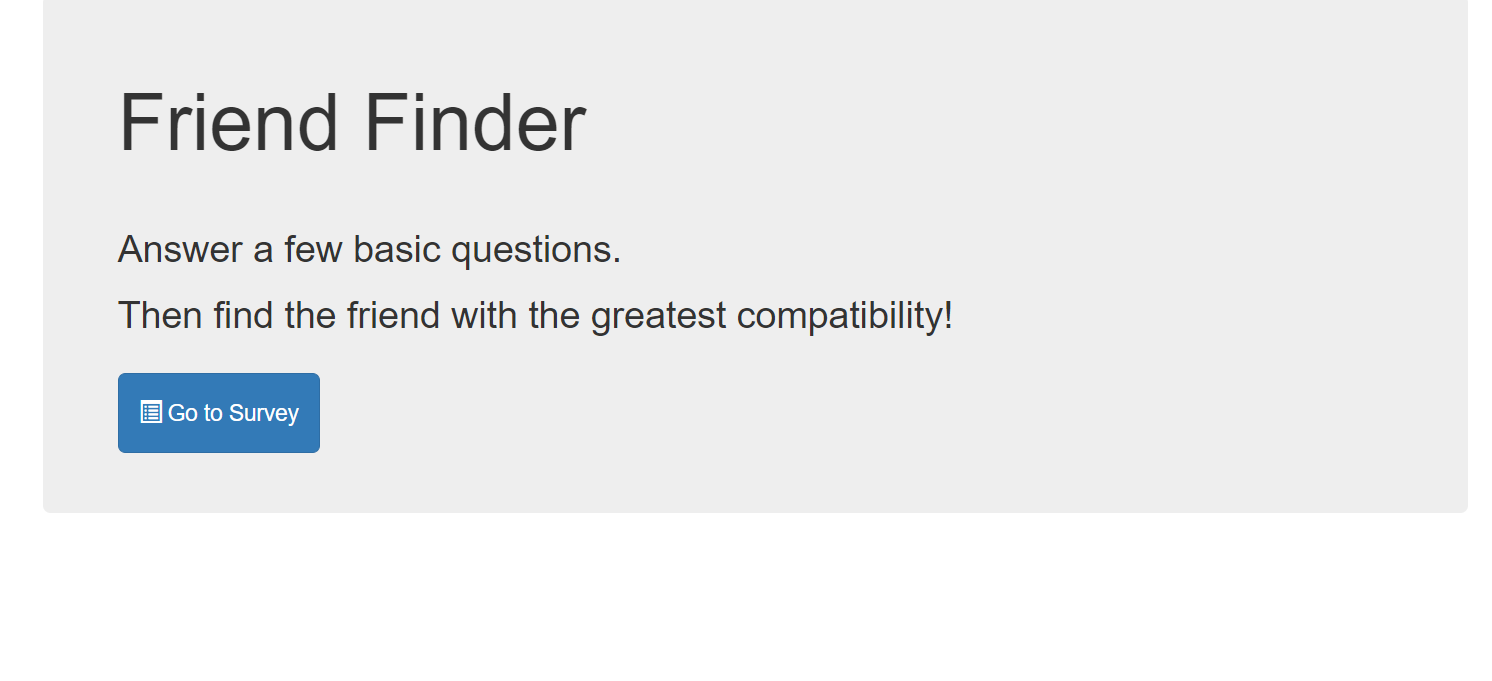 Friend Finder
Answer a few basic questions.
Then find the friend with the greatest compatibility!
Go to Survey